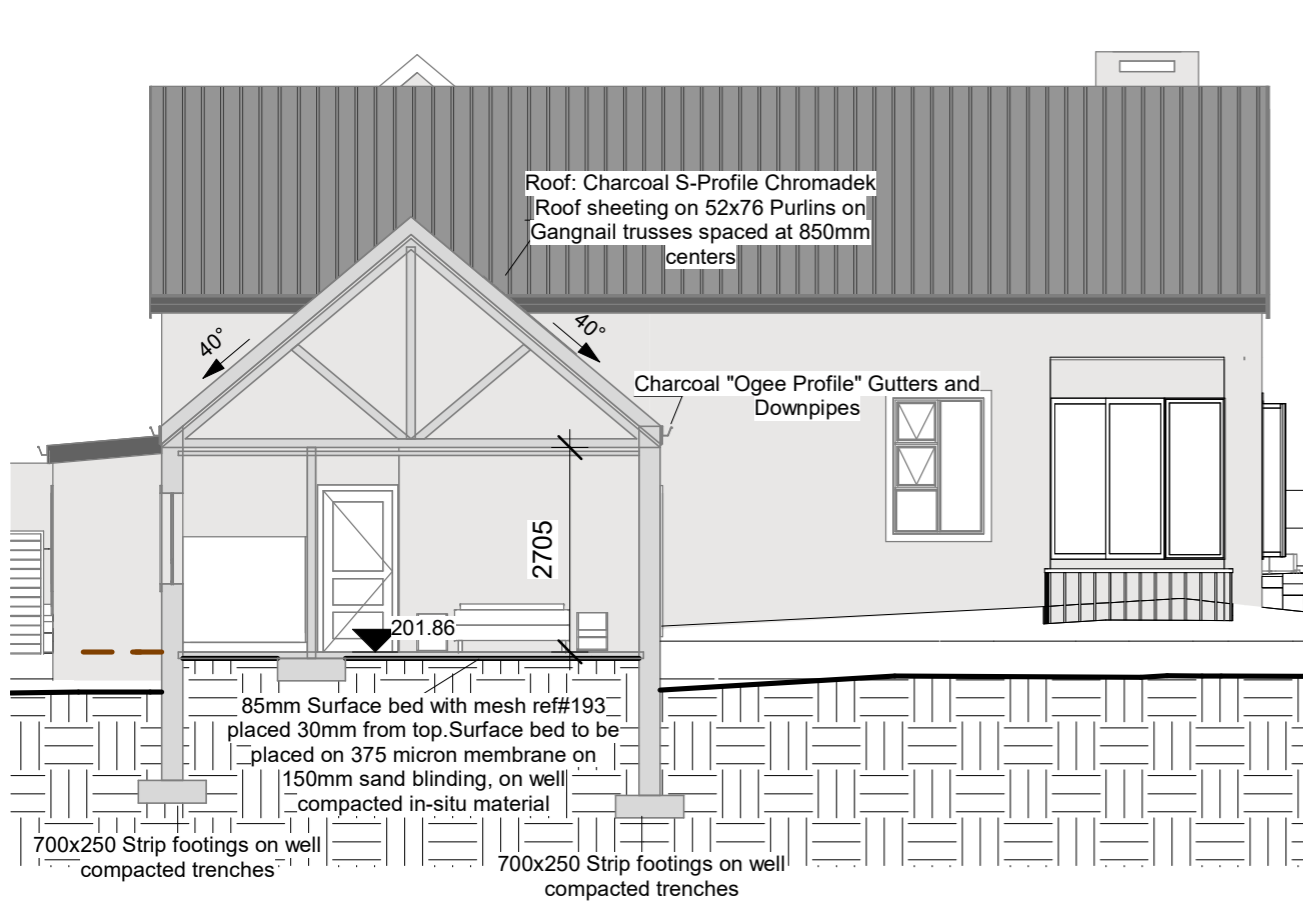 Roof: Charcoal S-Profile Chromadek
Roof sheeting on 52x76 Purlins on
Gangnail trusses spaced at 850mm
centers
40°
40°
Charcoal "Ogee Profile" Gutters and
Downpipes
2705
201.86
85mm Surface bed with mesh ref#193
placed 30mm from top.Surface bed to be
placed on 375 micron membrane on
150mm sand blinding, on well
compacted in-situ material
700x250 Strip footings on well
compacted trenches
700x250 Strip footings on well
compacted trenches